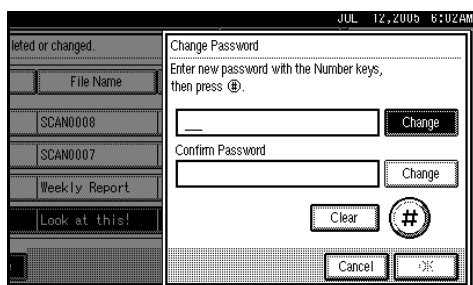 JUL 12,2005 6:02AM
leted or changed.
File Name
SCAN0008
SCAN0007
Weekly Report
Look at this!
Change Password
Enter new password with the Number keys,
then press #.
Change
Confirm Password
Change
Clear
#
Cancel
OK